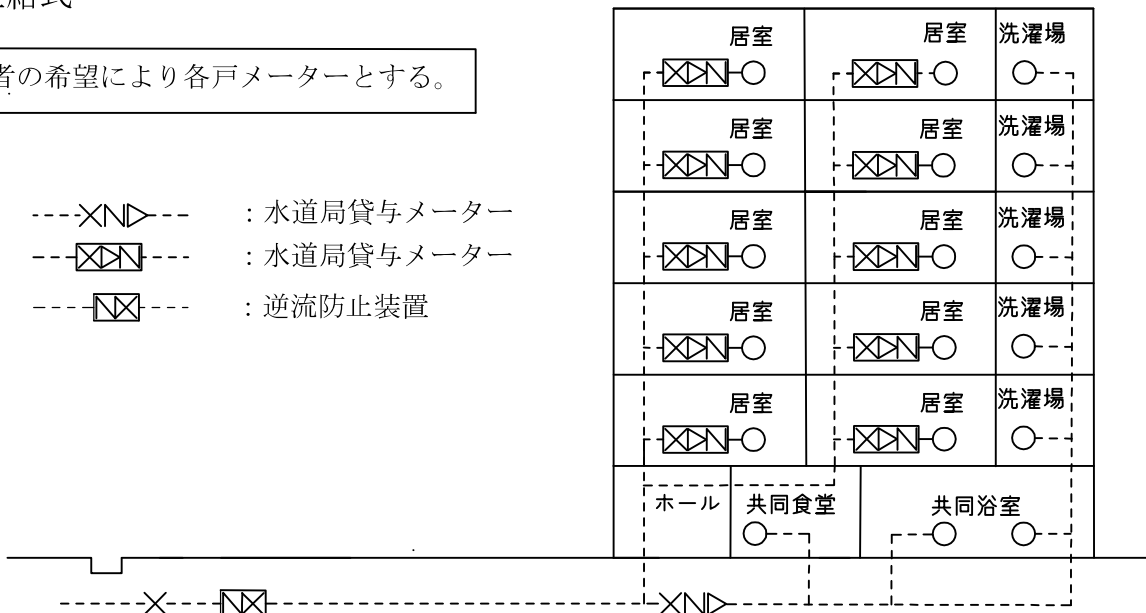 者の希望により各戸メーターとする。
:水道局貸与メーター
:水道局貸与メーター
:逆流防止装置
居室 居室 洗濯場
居室 居室 洗濯場
居室 居室 洗濯場
居室 居室 洗濯場
居室 居室 洗濯場
ホール 共同食堂 共同浴室